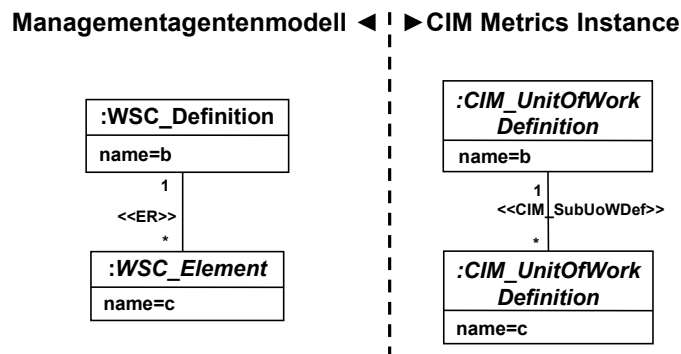 Managementagentenmodell ◄
►CIM Metrics Instance
:WSC_Definition
name=b
1
<<ER>>
*
:WSC_Element
name=c
:CIM_UnitOfWork
Definition
name=b
1
<<CIM_SubUoWDef>>
*
:CIM_UnitOfWork
Definition
name=c